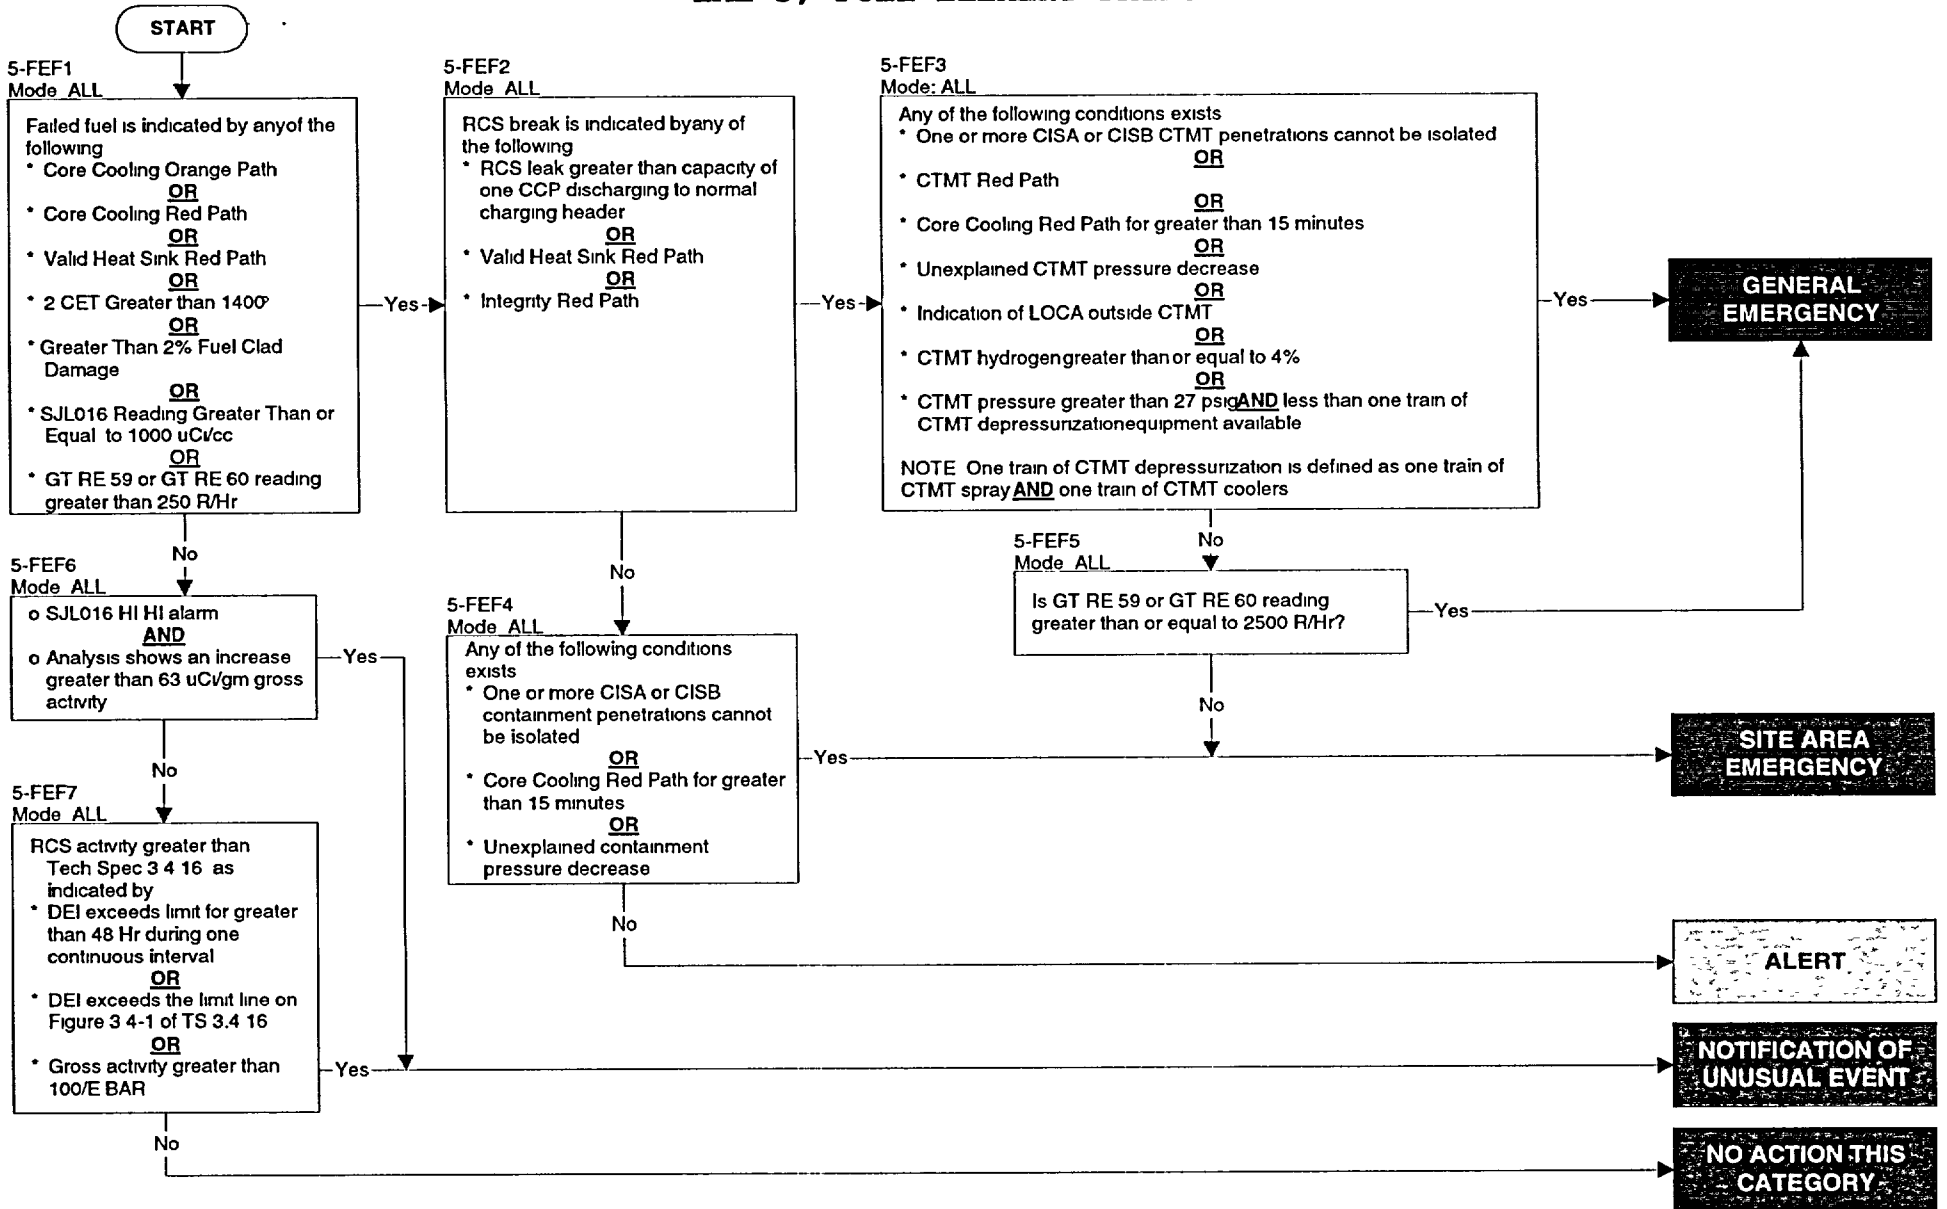 START
5-FEF1
Mode ALL
Failed fuel is indicated by anyof the
following
* Core Cooling Orange Path
OR
* Core Cooling Red Path
OR
* Valid Heat Sink Red Path
OR
* 2 CET Greater than 1400º
OR
* Greater Than 2% Fuel Clad
Damage
OR
* SJL016 Reading Greater Than or
Equal to 1000 uCi/cc
OR
* GT RE 59 or GT RE 60 reading
greater than 250 R/Hr
Yes
No
5-FEF2
Mode ALL
RCS break is indicated byany of
the following
* RCS leak greater than capacity of
one CCP discharging to normal
charging header
OR
* Valid Heat Sink Red Path
OR
* Integrity Red Path
Yes
No
5-FEF3
Mode: ALL
Any of the following conditions exists
* One or more CISA or CISB CTMT penetrations cannot be isolated
OR
* CTMT Red Path
OR
* Core Cooling Red Path for greater than 15 minutes
OR
* Unexplained CTMT pressure decrease
OR
* Indication of LOCA outside CTMT
OR
* CTMT hydrogengreater than or equal to 4%
OR
* CTMT pressure greater than 27 psigAND less than one train of
CTMT depressurizationequipment available
NOTE One train of CTMT depressurization is defined as one train of
CTMT spray AND one train of CTMT coolers
Yes
No
GENERAL
EMERGENCY
5-FEF5
Mode ALL
Is GT RE 59 or GT RE 60 reading
greater than or equal to 2500 R/Hr?
Yes
No
5-FEF6
Mode ALL
o SJL016 HI HI alarm
AND
o Analysis shows an increase
greater than 63 uCi/gm gross
activity
Yes
No
5-FEF4
Mode ALL
Any of the following conditions
exists
* One or more CISA or CISB
containment penetrations cannot
be isolated
OR
* Core Cooling Red Path for greater
than 15 minutes
OR
* Unexplained containment
pressure decrease
Yes
No
SITE AREA
EMERGENCY
5-FEF7
Mode ALL
RCS activity greater than
Tech Spec 3 4 16 as
indicated by
* DEI exceeds limit for greater
than 48 Hr during one
continuous interval
OR
* DEI exceeds the limit line on
Figure 3 4-1 of TS 3.4 16
OR
* Gross activity greater than
100/E BAR
Yes
No
ALERT
NOTIFICATION OF
UNUSUAL EVENT
NO ACTION THIS
CATEGORY